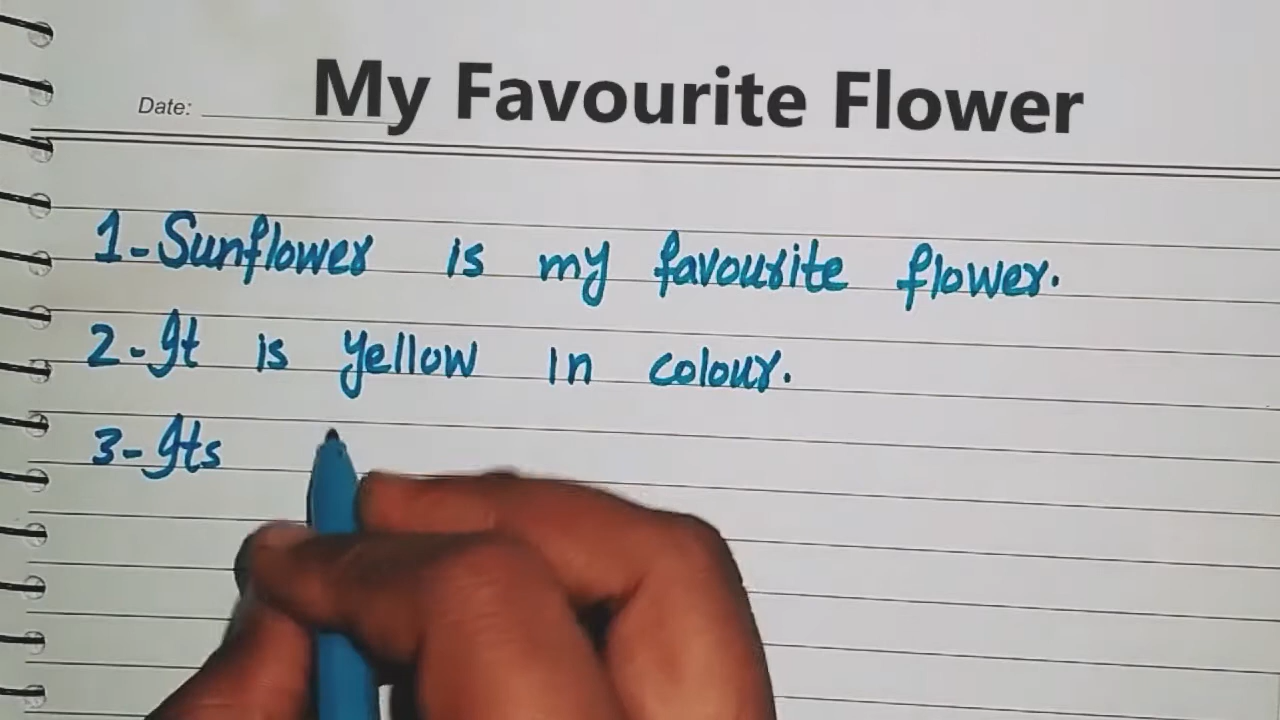 My Favourite Flower
Date:
1-Sunflower is my favourite flower.
2-It is yellow in colour.
3-Its